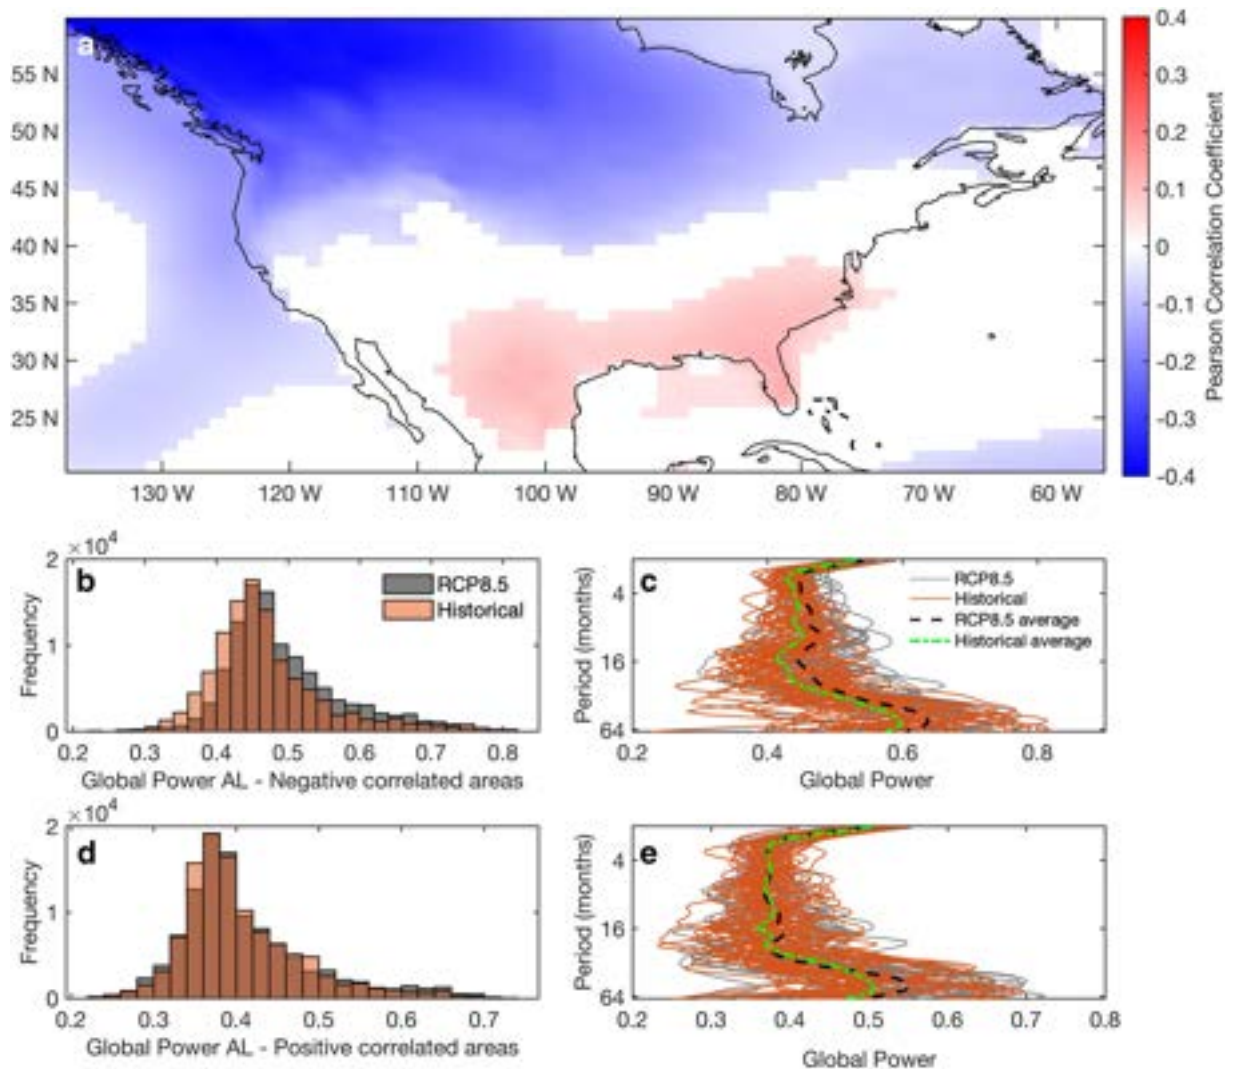 a
55 N
50 N
45 N
40 N
35 N
30 N
25 N
130 W 120 W 110 W 100 W 90 W 80 W 70 W 60 W
0.4
0.3
0.2
0.1
0
-0.1
-0.2
-0.3
-0.4
Pearson Correlation Coefficient
b
×10⁴
2
1
0
Frequency
RCP8.5
Historical
0.2 0.3 0.4 0.5 0.6 0.7 0.8
Global Power AL - Negative correlated areas
c
Period (months)
4
16
64
RCP8.5
Historical
RCP8.5 average
Historical average
0.2 0.4 0.6 0.8
Global Power
d
×10⁴
2
1
0
Frequency
0.2 0.3 0.4 0.5 0.6 0.7
Global Power AL - Positive correlated areas
e
Period (months)
4
16
64
0.2 0.3 0.4 0.5 0.6 0.7 0.8
Global Power